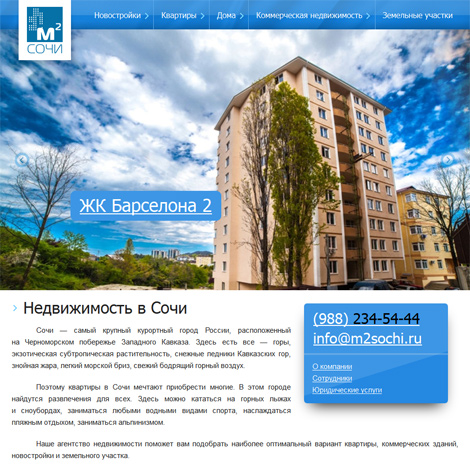 М2
СОЧИ
Новостройки
Квартиры
Дома
Коммерческая недвижимость
Земельные участки
ЖК Барселона 2
Недвижимость в Сочи
Сочи — самый крупный курортный город России, расположенный
на Черноморском побережье Западного Кавказа. Здесь есть все — горы,
экзотическая субтропическая растительность, снежные ледники Кавказских гор,
знойная жара, легкий морской бриз, свежий бодрящий горный воздух.
Поэтому квартиры в Сочи мечтают приобрести многие. В этом городе
найдутся развлечения для всех. Здесь можно кататься на горных лыжах
и сноубордах, заниматься любыми водными видами спорта, наслаждаться
пляжным отдыхом, заниматься альпинизмом.
Наше агентство недвижимости поможет вам подобрать наиболее оптимальный вариант квартиры, коммерческих зданий,
новостройки и земельного участка.
(988) 234-54-44
info@m2sochi.ru
О компании
Сотрудники
Юридические услуги